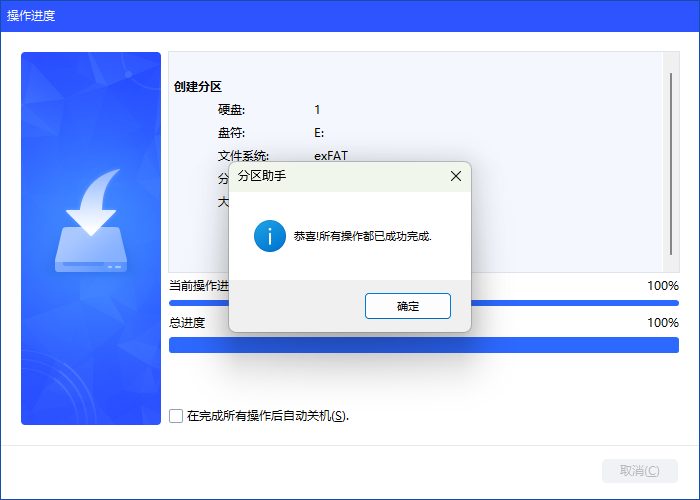 操作进度
创建分区
硬盘: 1
盘符: E:
文件系统: exFAT
分
大
分区助手
恭喜!所有操作都已成功完成.
确定
当前操作进 100%
总进度 100%
在完成所有操作后自动关机(S).
取消(C)